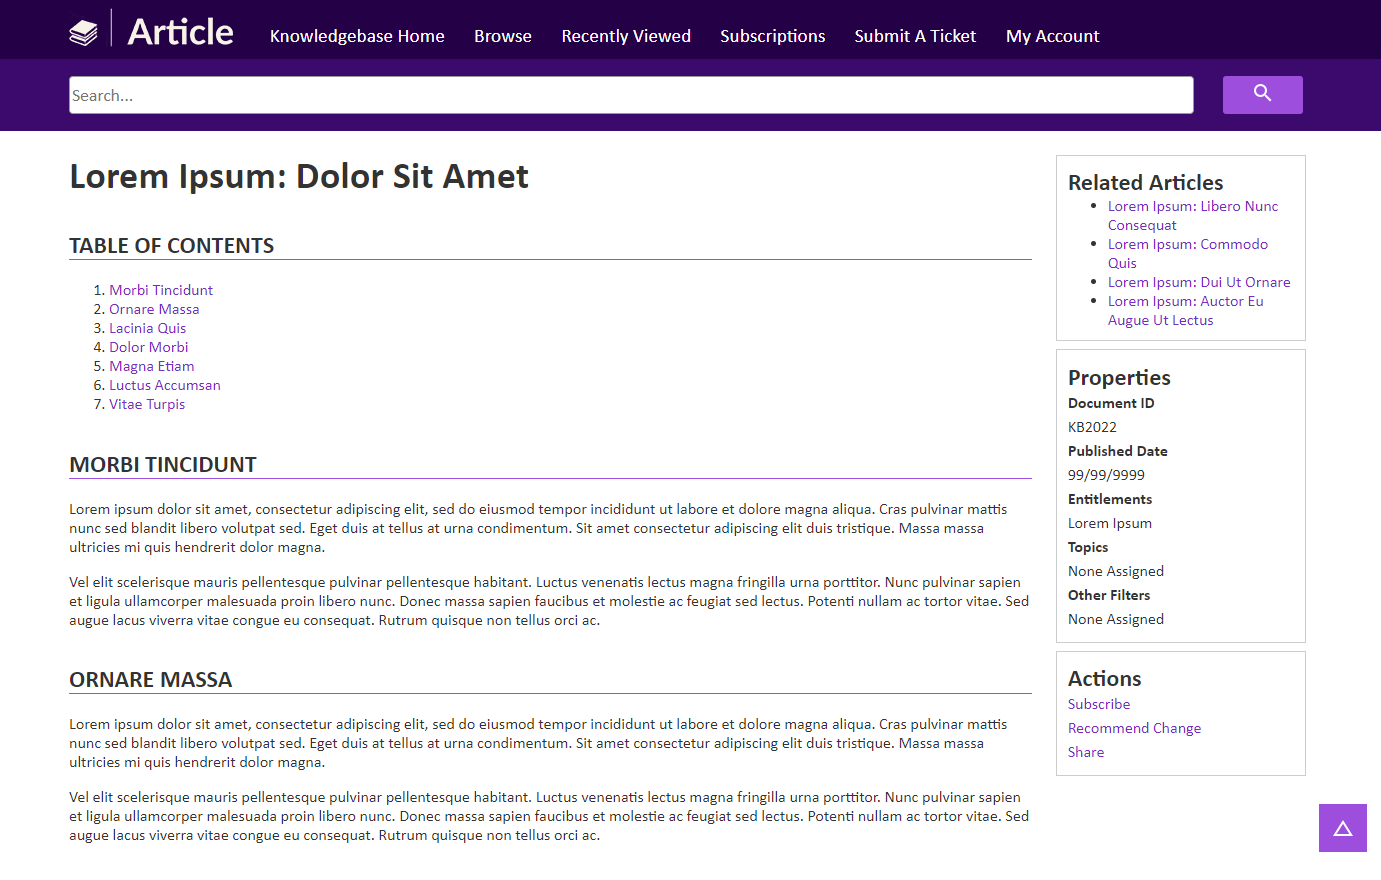 Article
Knowledgebase Home Browse Recently Viewed Subscriptions Submit A Ticket My Account
Search...
Lorem Ipsum: Dolor Sit Amet
TABLE OF CONTENTS
1. Morbi Tincidunt
2. Ornare Massa
3. Lacinia Quis
4. Dolor Morbi
5. Magna Etiam
6. Luctus Accumsan
7. Vitae Turpis
MORBI TINCIDUNT
Lorem ipsum dolor sit amet, consectetur adipiscing elit, sed do eiusmod tempor incididunt ut labore et dolore magna aliqua. Cras pulvinar mattis
nunc sed blandit libero volutpat sed. Eget duis at tellus at urna condimentum. Sit amet consectetur adipiscing elit duis tristique. Massa massa
ultricies mi quis hendrerit dolor magna.
Vel elit scelerisque mauris pellentesque pulvinar pellentesque habitant. Luctus venenatis lectus magna fringilla urna porttitor. Nunc pulvinar sapien
et ligula ullamcorper malesuada proin libero nunc. Donec massa sapien faucibus et molestie ac feugiat sed lectus. Potenti nullam ac tortor vitae. Sed
augue lacus viverra vitae congue eu consequat. Rutrum quisque non tellus orci ac.
ORNARE MASSA
Lorem ipsum dolor sit amet, consectetur adipiscing elit, sed do eiusmod tempor incididunt ut labore et dolore magna aliqua. Cras pulvinar mattis
nunc sed blandit libero volutpat sed. Eget duis at tellus at urna condimentum. Sit amet consectetur adipiscing elit duis tristique. Massa massa
ultricies mi quis hendrerit dolor magna.
Vel elit scelerisque mauris pellentesque pulvinar pellentesque habitant. Luctus venenatis lectus magna fringilla urna porttitor. Nunc pulvinar sapien
et ligula ullamcorper malesuada proin libero nunc. Donec massa sapien faucibus et molestie ac feugiat sed lectus. Potenti nullam ac tortor vitae. Sed
augue lacus viverra vitae congue eu consequat. Rutrum quisque non tellus orci ac.
Related Articles
• Lorem Ipsum: Libero Nunc
Consequat
• Lorem Ipsum: Commodo
Quis
• Lorem Ipsum: Dui Ut Ornare
• Lorem Ipsum: Auctor Eu
Augue Ut Lectus
Properties
Document ID
KB2022
Published Date
99/99/9999
Entitlements
Lorem Ipsum
Topics
None Assigned
Other Filters
None Assigned
Actions
Subscribe
Recommend Change
Share